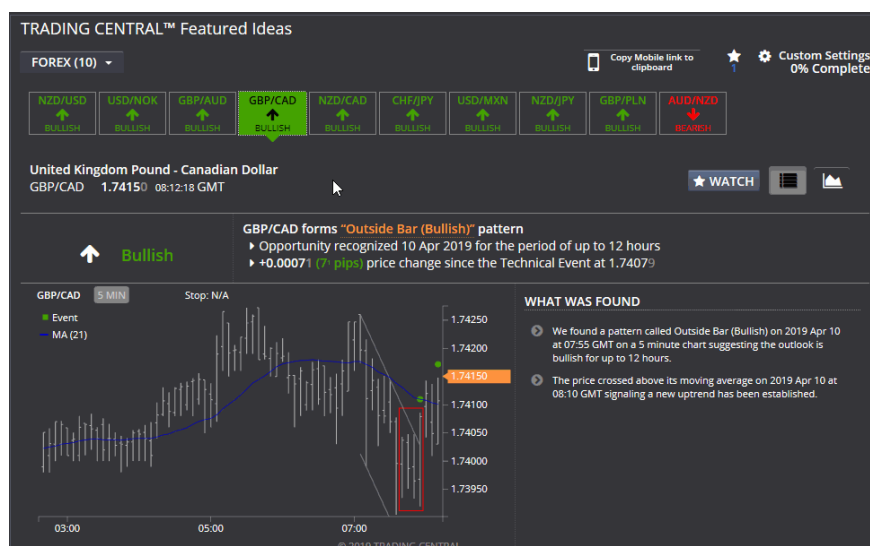 TRADING CENTRAL™ Featured Ideas
FOREX (10)
Copy Mobile link to
clipboard
1
Custom Settings
0% Complete
NZD/USD
BULLISH
USD/NOK
BULLISH
GBP/AUD
BULLISH
GBP/CAD
BULLISH
NZD/CAD
BULLISH
CHF/JPY
BULLISH
USD/MXN
BULLISH
NZD/JPY
BULLISH
GBP/PLN
BULLISH
AUD/NZD
BEARISH
United Kingdom Pound - Canadian Dollar
GBP/CAD 1.74150 08:12:18 GMT
WATCH
Bullish
GBP/CAD forms “Outside Bar (Bullish)” pattern
Opportunity recognized 10 Apr 2019 for the period of up to 12 hours
+0.00071 (7¹ pips) price change since the Technical Event at 1.74079
GBP/CAD 5 MIN Stop: N/A
Event
MA (21)
1.74250
1.74200
1.74150
1.74100
1.74050
1.74000
1.73950
03:00 05:00 07:00
© 2019 TRADING CENTRAL
WHAT WAS FOUND
We found a pattern called Outside Bar (Bullish) on 2019 Apr 10
at 07:55 GMT on a 5 minute chart suggesting the outlook is
bullish for up to 12 hours.
The price crossed above its moving average on 2019 Apr 10 at
08:10 GMT signaling a new uptrend has been established.